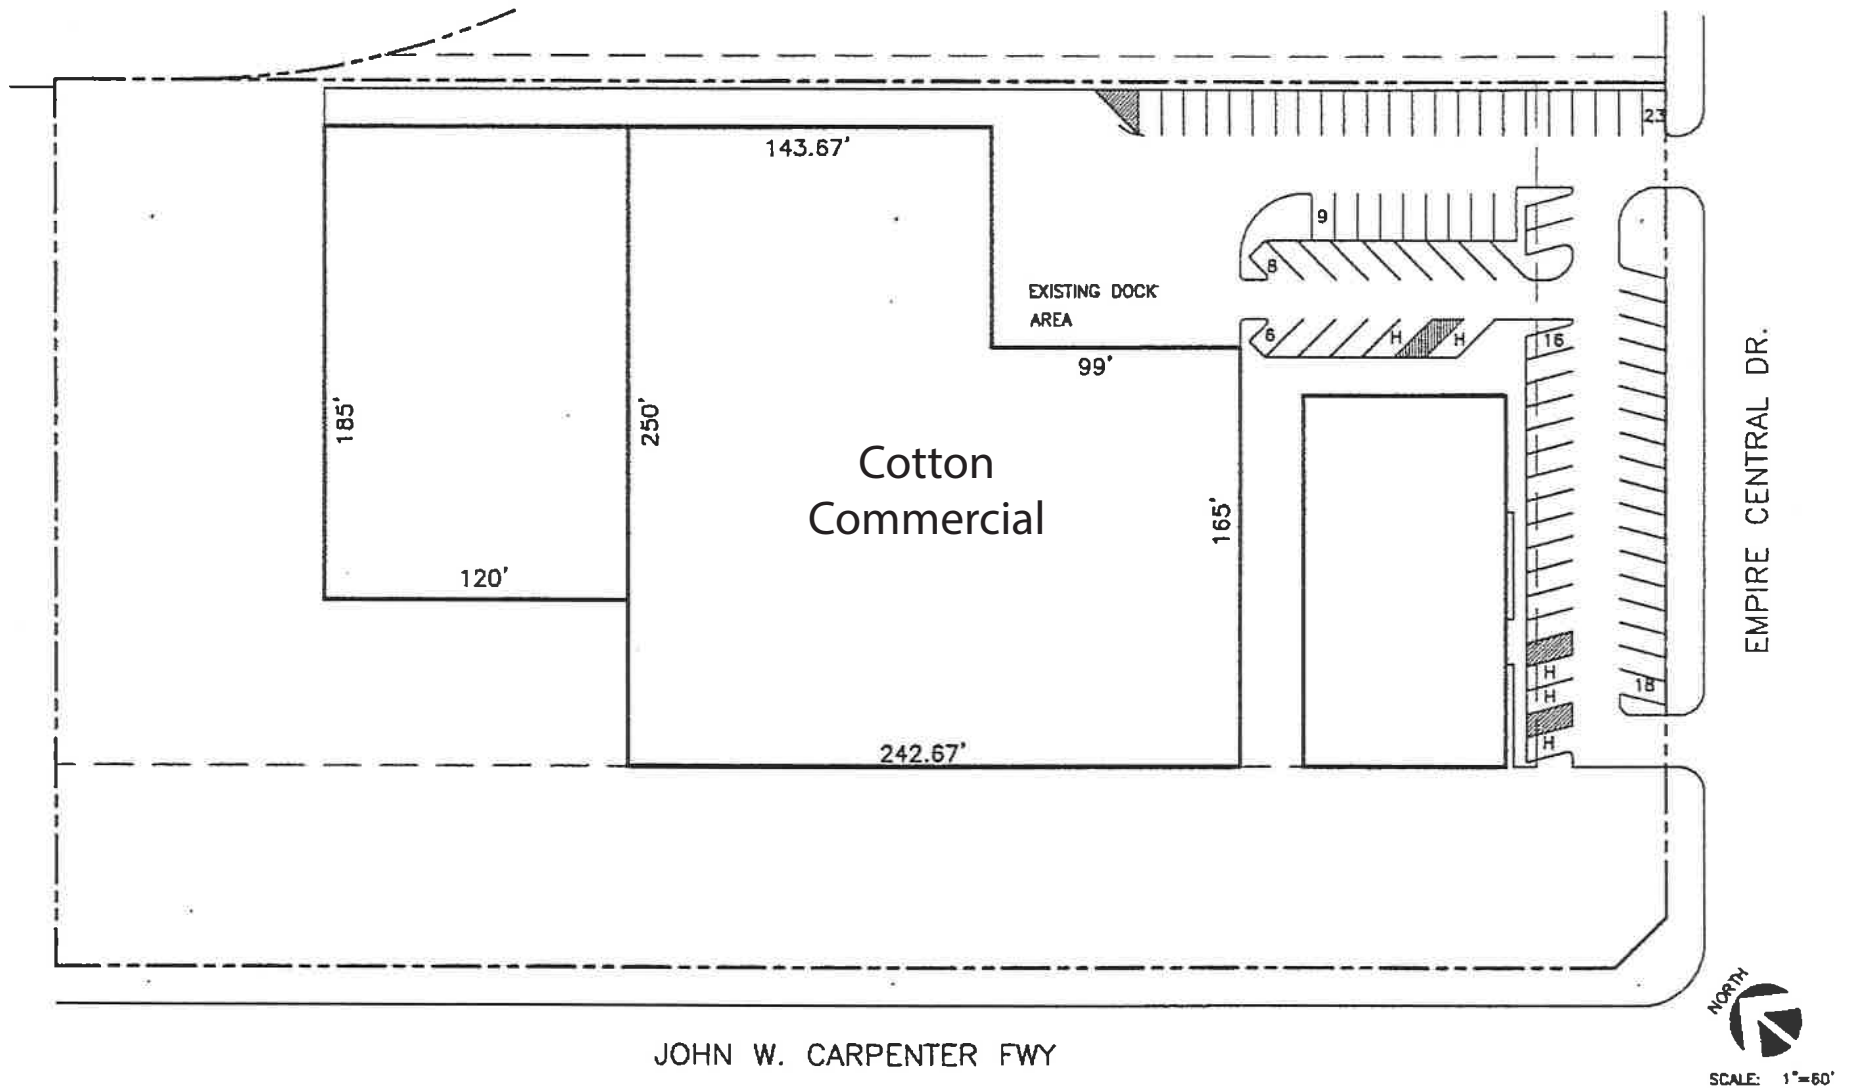 23
143.67'
9
8
EXISTING DOCK
AREA
6
H
H
16
99'
185'
250'
Cotton
Commercial
165'
EMPIRE CENTRAL DR.
120'
H
H
18
H
242.67'
NORTH
JOHN W. CARPENTER FWY
SCALE: 1"=60'